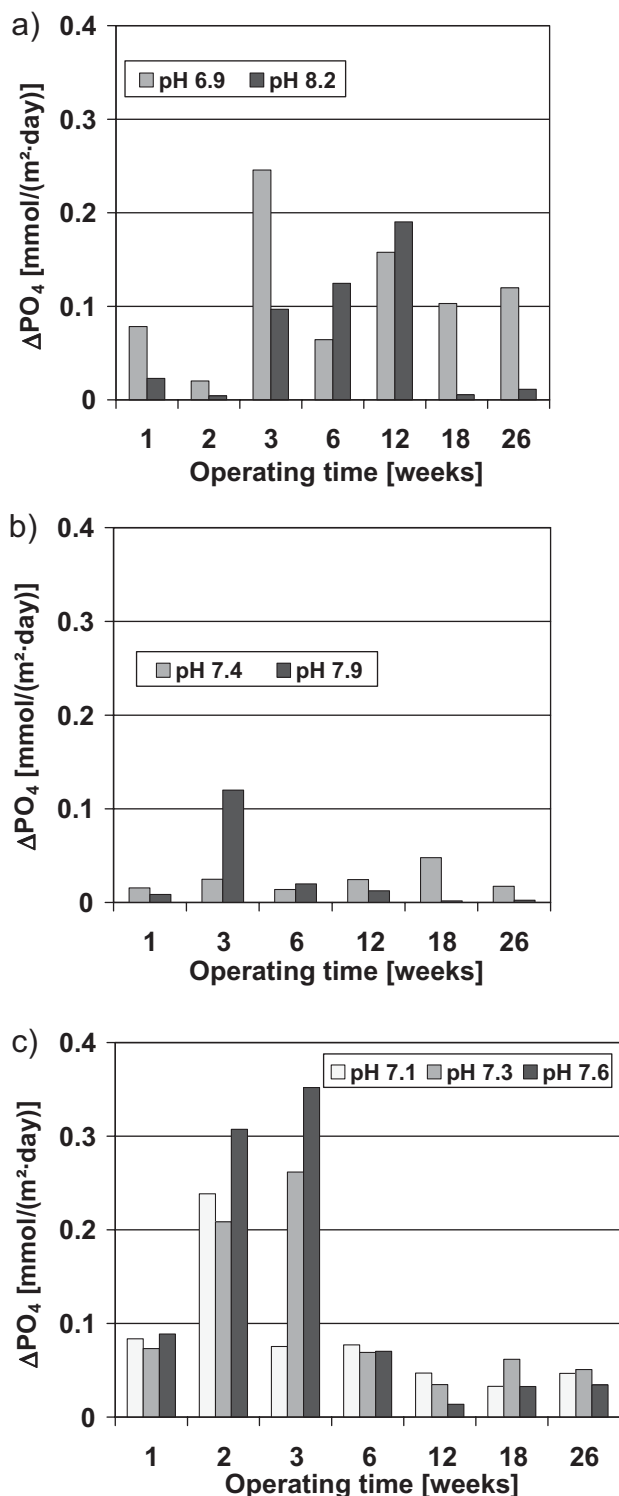 a)
ΔPO₄ [mmol/(m²·day)]
0.4
0.3
0.2
0.1
0
pH 6.9 pH 8.2
1 2 3 6 12 18 26
Operating time [weeks]
b)
ΔPO₄ [mmol/(m²·day)]
0.4
0.3
0.2
0.1
0
pH 7.4 pH 7.9
1 3 6 12 18 26
Operating time [weeks]
c)
ΔPO₄ [mmol/(m²·day)]
0.4
0.3
0.2
0.1
0
pH 7.1 pH 7.3 pH 7.6
1 2 3 6 12 18 26
Operating time [weeks]